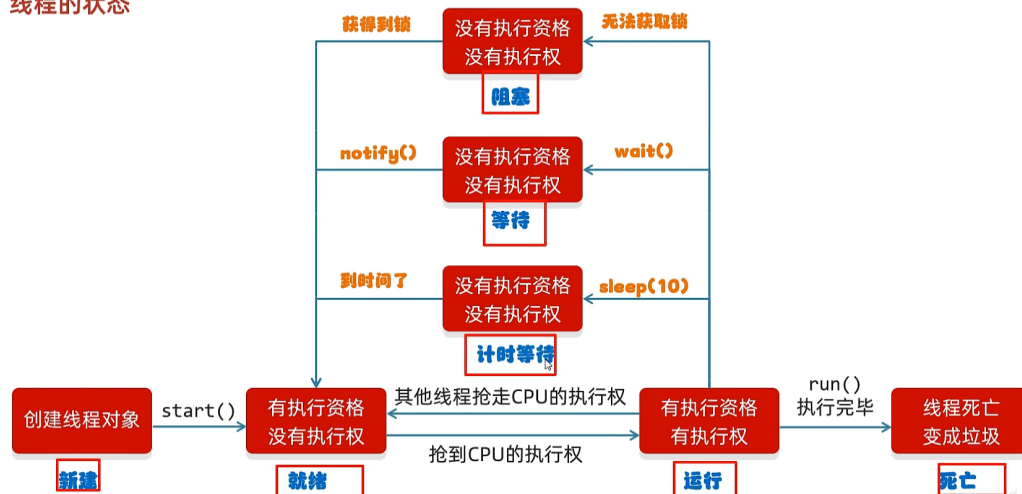 线程的状态
获得到锁
没有执行资格
没有执行权
无法获取锁
阻塞
notify()
没有执行资格
没有执行权
wait()
等待
到时间了
没有执行资格
没有执行权
sleep(10)
计时等待
创建线程对象
start()
有执行资格
没有执行权
其他线程抢走CPU的执行权
抢到CPU的执行权
有执行资格
有执行权
run()
执行完毕
线程死亡
变成垃圾
新建
就绪
运行
死亡